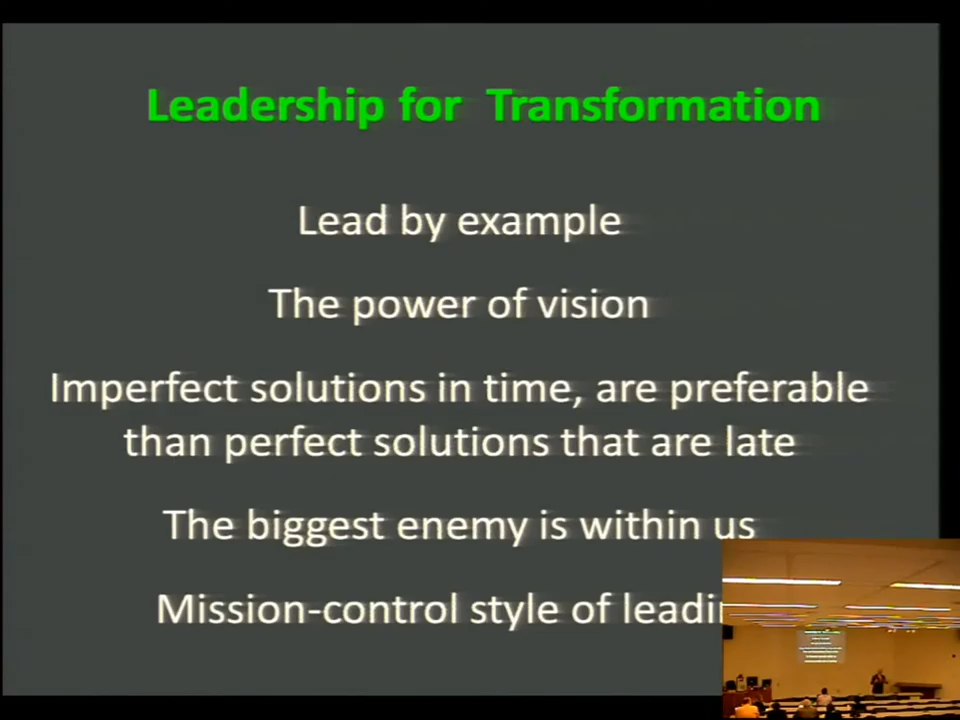 Leadership for Transformation
Lead by example
The power of vision
Imperfect solutions in time, are preferable
than perfect solutions that are late
The biggest enemy is within us
Mission-control style of